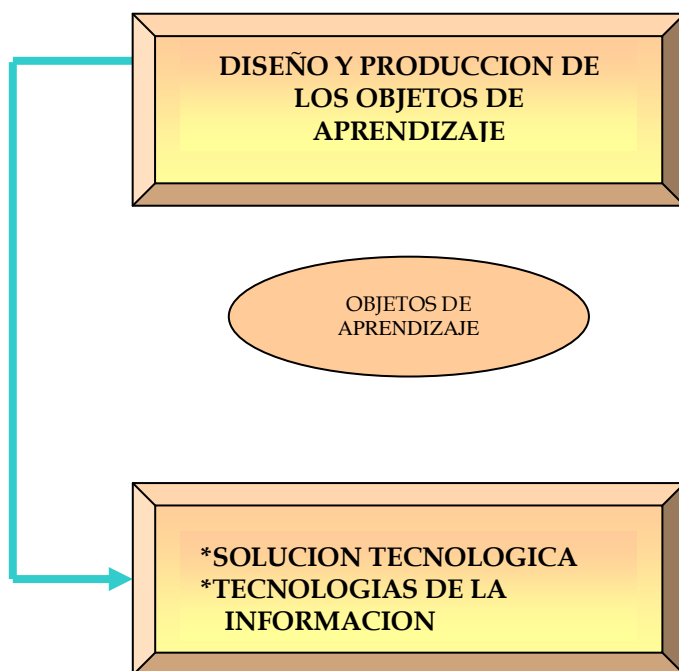 DISEÑO Y PRODUCCION DE
LOS OBJETOS DE
APRENDIZAJE
OBJETOS DE
APRENDIZAJE
*SOLUCION TECNOLOGICA
*TECNOLOGIAS DE LA
INFORMACION